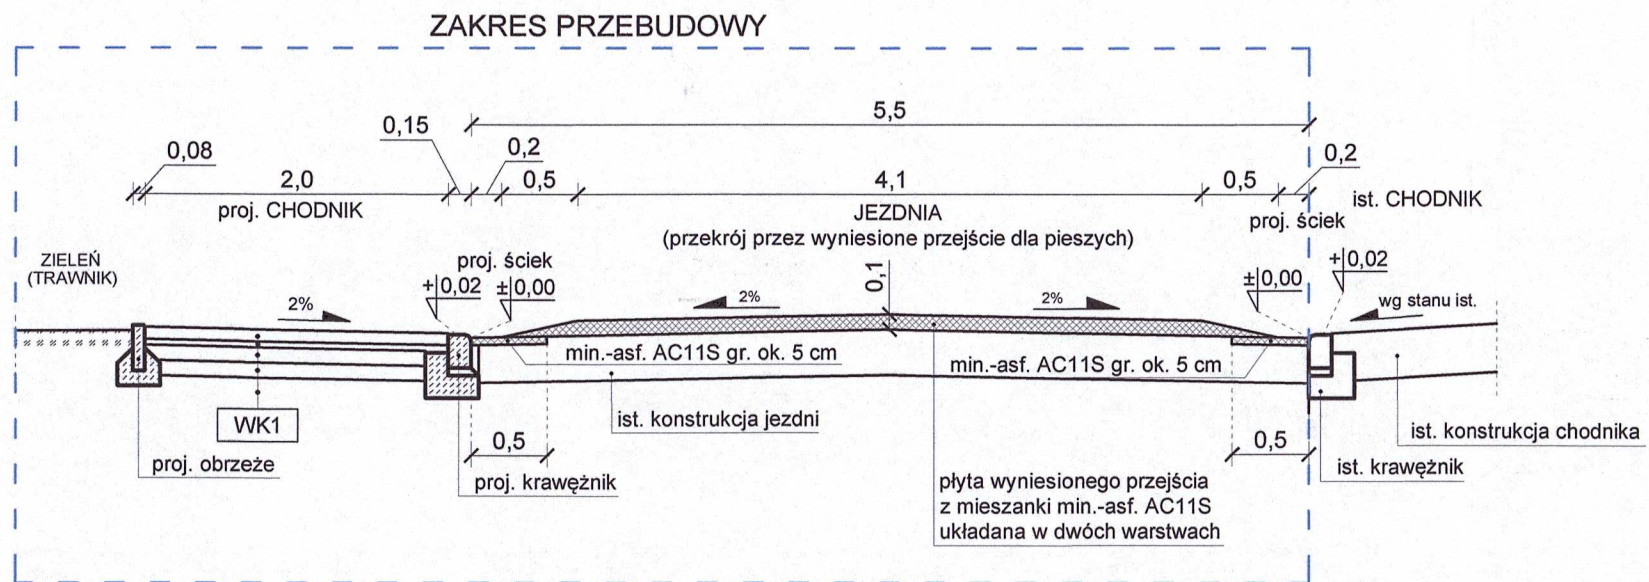 ZAKRES PRZEBUDOWY
5,5
0,15
0,08
0,2
0,2
2,0
0,5
4,1
0,5
proj. CHODNIK
JEZDNIA
(przekrój przez wyniesione przejście dla pieszych)
proj. ściek
ist. CHODNIK
ZIELEŃ
(TRAWNIK)
proj. ściek
+0,02
±0,00
0,1
±0,00
+0,02
2%
2%
2%
wg stanu ist.
min.-asf. AC11S gr. ok. 5 cm
min.-asf. AC11S gr. ok. 5 cm
WK1
ist. konstrukcja jezdni
ist. konstrukcja chodnika
0,5
0,5
proj. obrzeże
proj. krawężnik
ist. krawężnik
płyta wyniesionego przejścia
z mieszanki min.-asf. AC11S
układana w dwóch warstwach